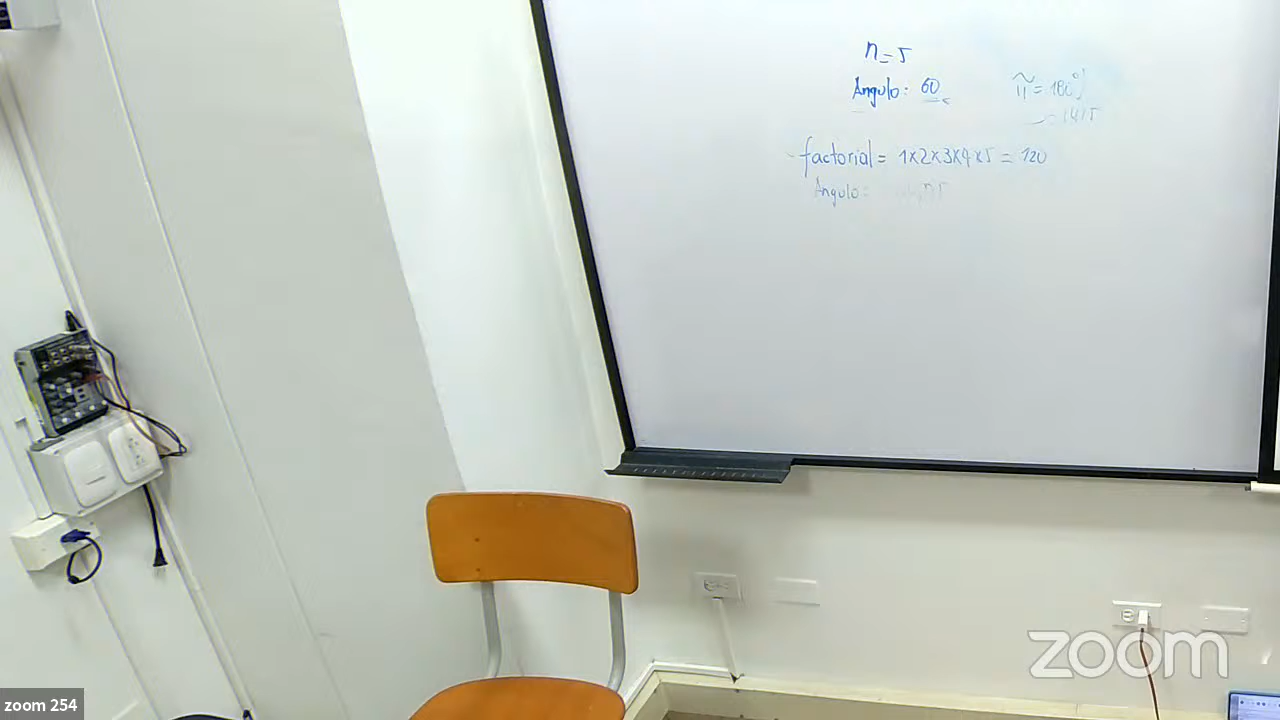 n=5
Angulo: 60
π = 180°
factorial = 1x2x3x4x5 = 120
Angulo:
zoom
zoom 254